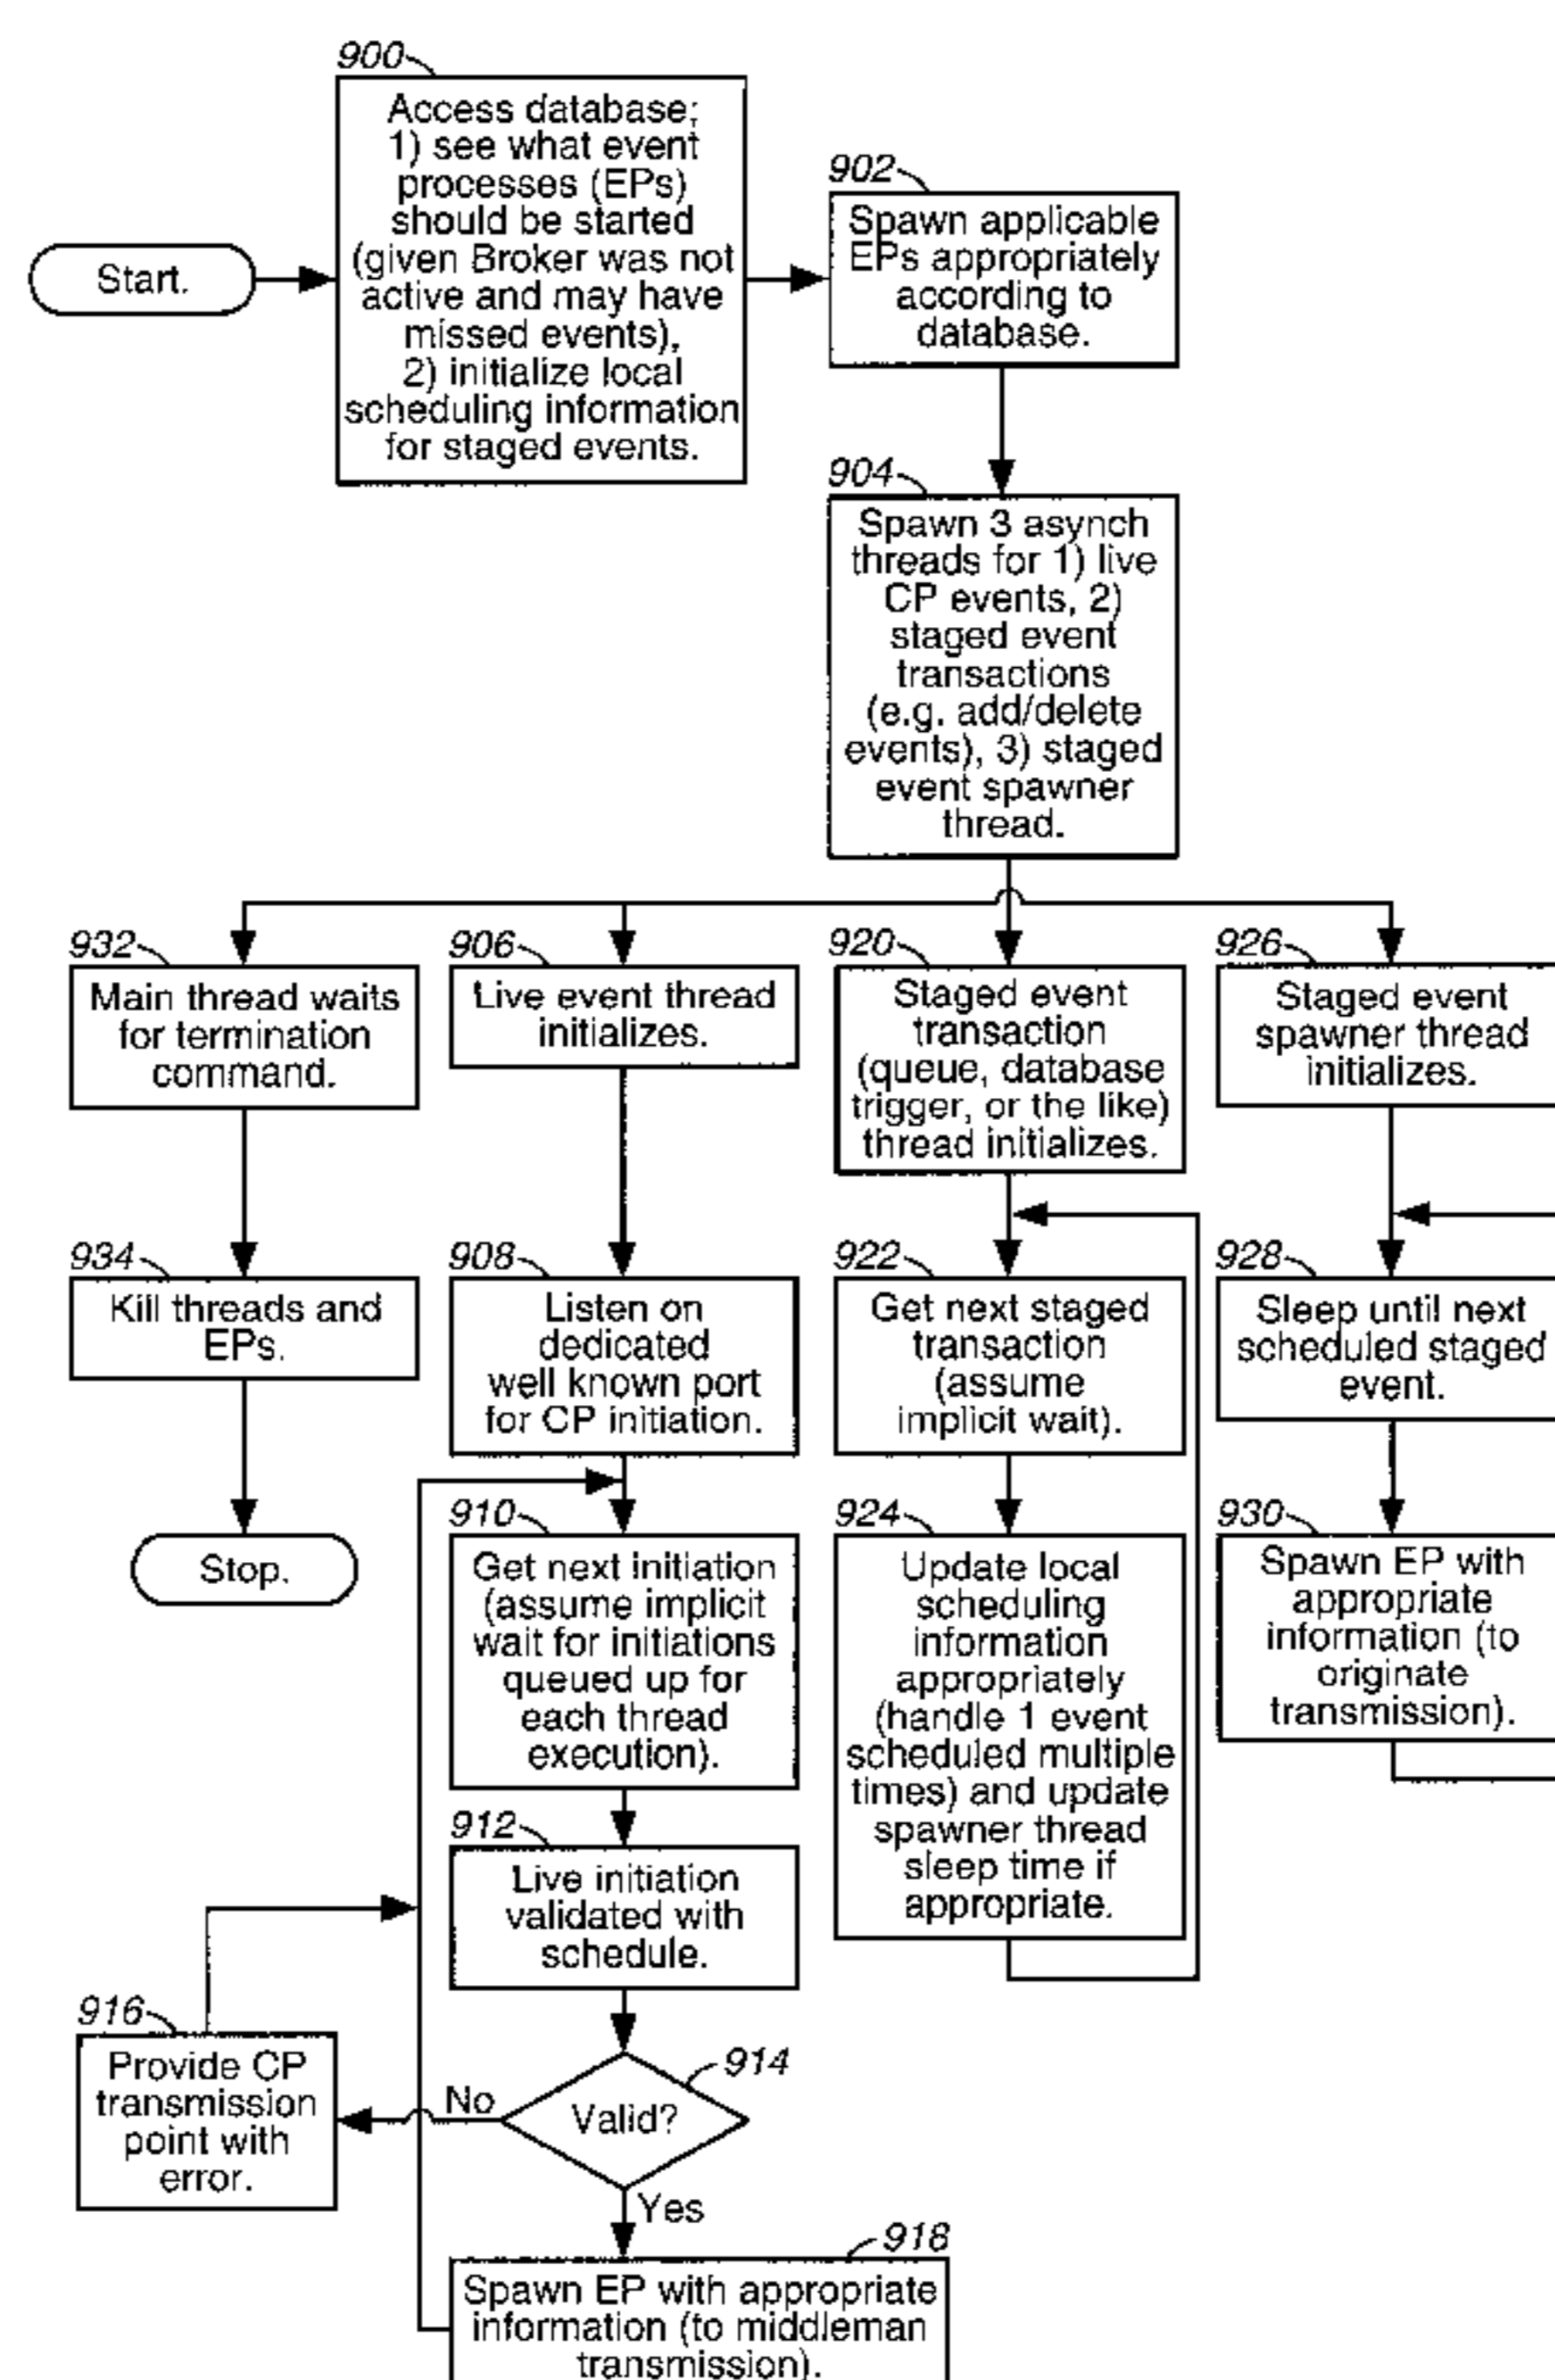 900
Access database;
1) see what event
processes (EPs)
should be started
(given Broker was not
active and may have
missed events),
2) initialize local
scheduling information
for staged events.
Start.
902
Spawn applicable
EPs appropriately
according to
database.
904
Spawn 3 asynch
threads for 1) live
CP events, 2)
staged event
transactions
(e.g. add/delete
events), 3) staged
event spawner
thread.
932
Main thread waits
for termination
command.
934
Kill threads and
EPs.
Stop.
906
Live event thread
initializes.
908
Listen on
dedicated
well known port
for CP initiation.
910
Get next initiation
(assume implicit
wait for initiations
queued up for
each thread
execution).
912
Live initiation
validated with
schedule.
914
Valid?
No
916
Provide CP
transmission
point with
error.
Yes
918
Spawn EP with appropriate
information (to middleman
transmission).
920
Staged event
transaction
(queue, database
trigger, or the like)
thread initializes.
922
Get next staged
transaction
(assume
implicit wait).
924
Update local
scheduling
information
appropriately
(handle 1 event
scheduled multiple
times) and update
spawner thread
sleep time if
appropriate.
926
Staged event
spawner thread
initializes.
928
Sleep until next
scheduled staged
event.
930
Spawn EP with
appropriate
information (to
originate
transmission).